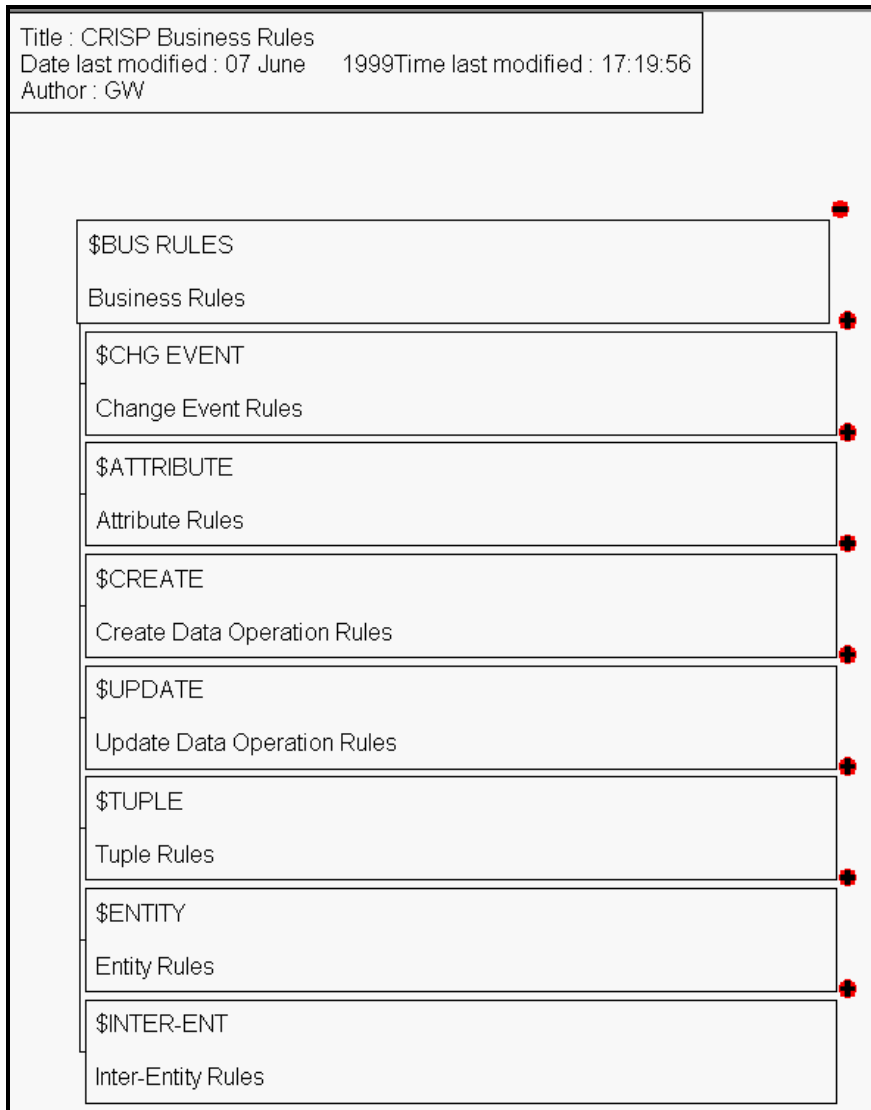 Title : CRISP Business Rules
Date last modified : 07 June 1999Time last modified : 17:19:56
Author : GW
$BUS RULES
Business Rules
$CHG EVENT
Change Event Rules
$ATTRIBUTE
Attribute Rules
$CREATE
Create Data Operation Rules
$UPDATE
Update Data Operation Rules
$TUPLE
Tuple Rules
$ENTITY
Entity Rules
$INTER-ENT
Inter-Entity Rules